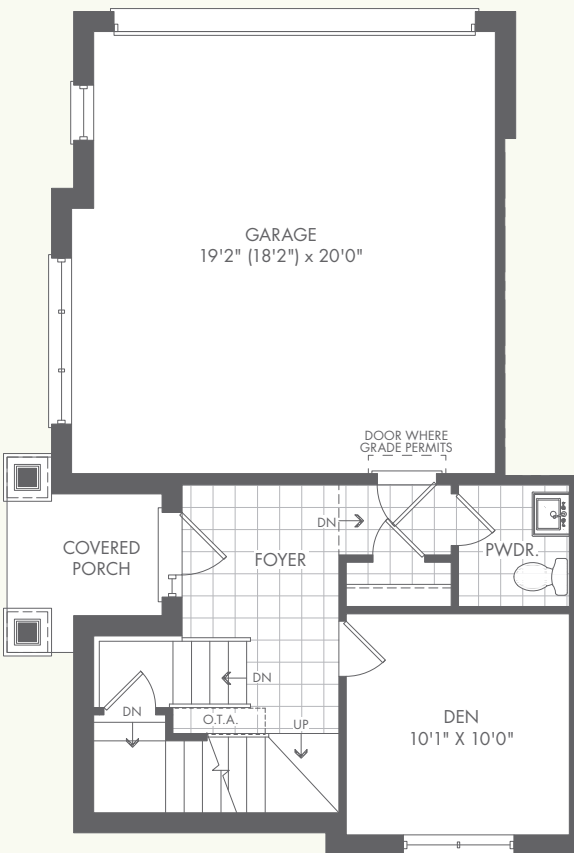 GARAGE
19'2" (18'2") x 20'0"
DOOR WHERE
GRADE PERMITS
DN
PWDR.
COVERED
PORCH
FOYER
DN
DN
O.T.A.
UP
DEN
10'1" X 10'0"